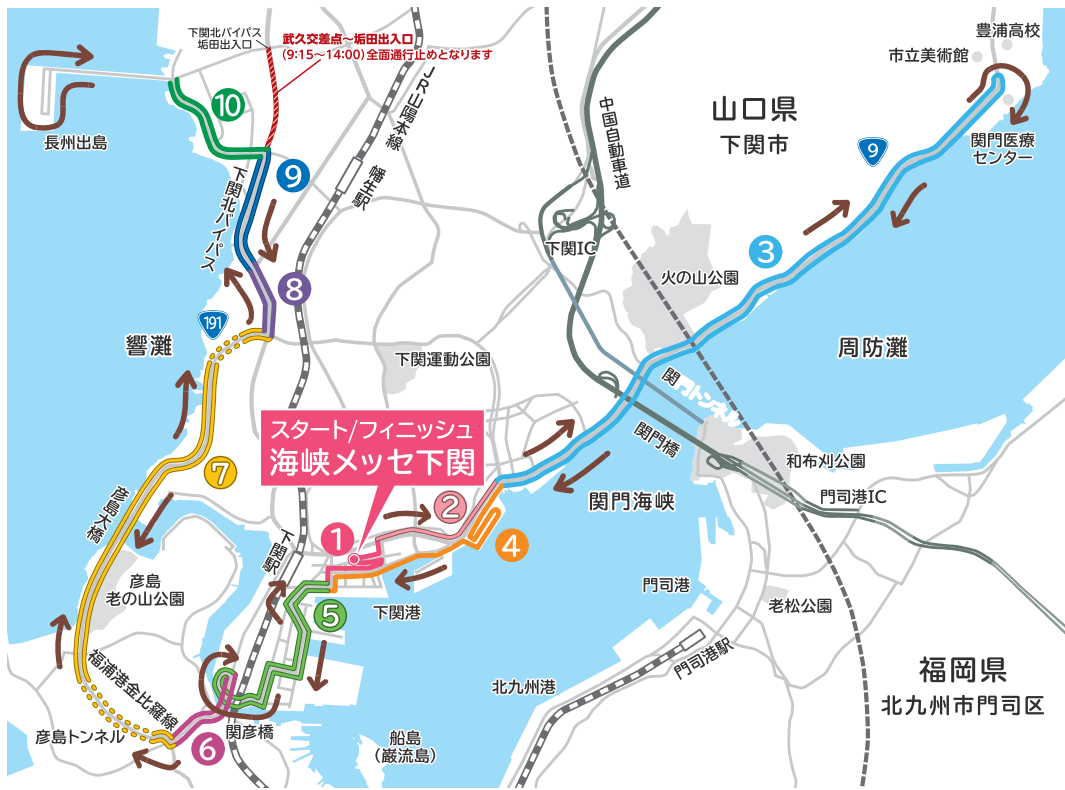 下関北バイパス
垢田出入口
武久交差点〜垢田出入口
(9:15〜14:00)全面通行止めとなります
豊浦高校
市立美術館
関門医療
センター
長州出島
10
JR山陽本線
中国自動車道
山口県
下関市
9
9
幡生駅
下関北バイパス
下関IC
火の山公園
3
8
191
響灘
周防灘
下関運動公園
関門トンネル
関門橋
スタート/フィニッシュ
海峡メッセ下関
和布刈公園
門司港IC
7
関門海峡
彦島大橋
2
1
4
下関駅
彦島
老の山公園
5
下関港
門司港
老松公園
門司港駅
福岡県
北九州市門司区
北九州港
福浦港金比羅線
彦島トンネル
6
関彦橋
船島
(巌流島)